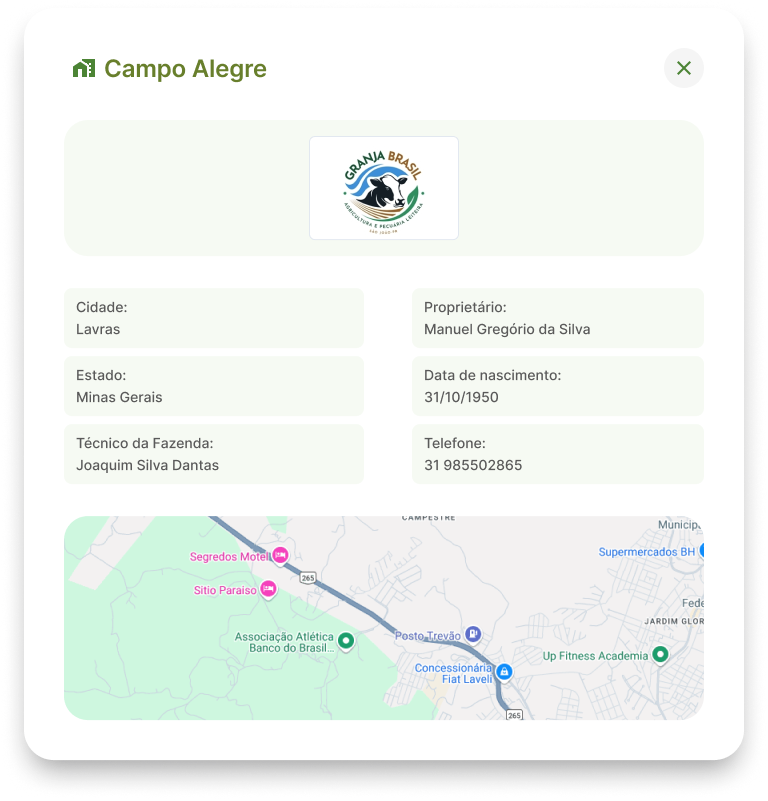 Campo Alegre
GRANJA BRASIL
AGRICULTURA E PECUÁRIA LEITEIRA
Cidade:
Lavras
Proprietário:
Manuel Gregório da Silva
Estado:
Minas Gerais
Data de nascimento:
31/10/1950
Técnico da Fazenda:
Joaquim Silva Dantas
Telefone:
31 985502865
CAMPESTRE
Municip
Segredos Motel
Supermercados BH
265
Sitio Paraiso
Fede
JARDIM GLOR
Associação Atlética
Banco do Brasil...
Posto Trevão
Up Fitness Academia
Concessionária
Fiat Laveli
265